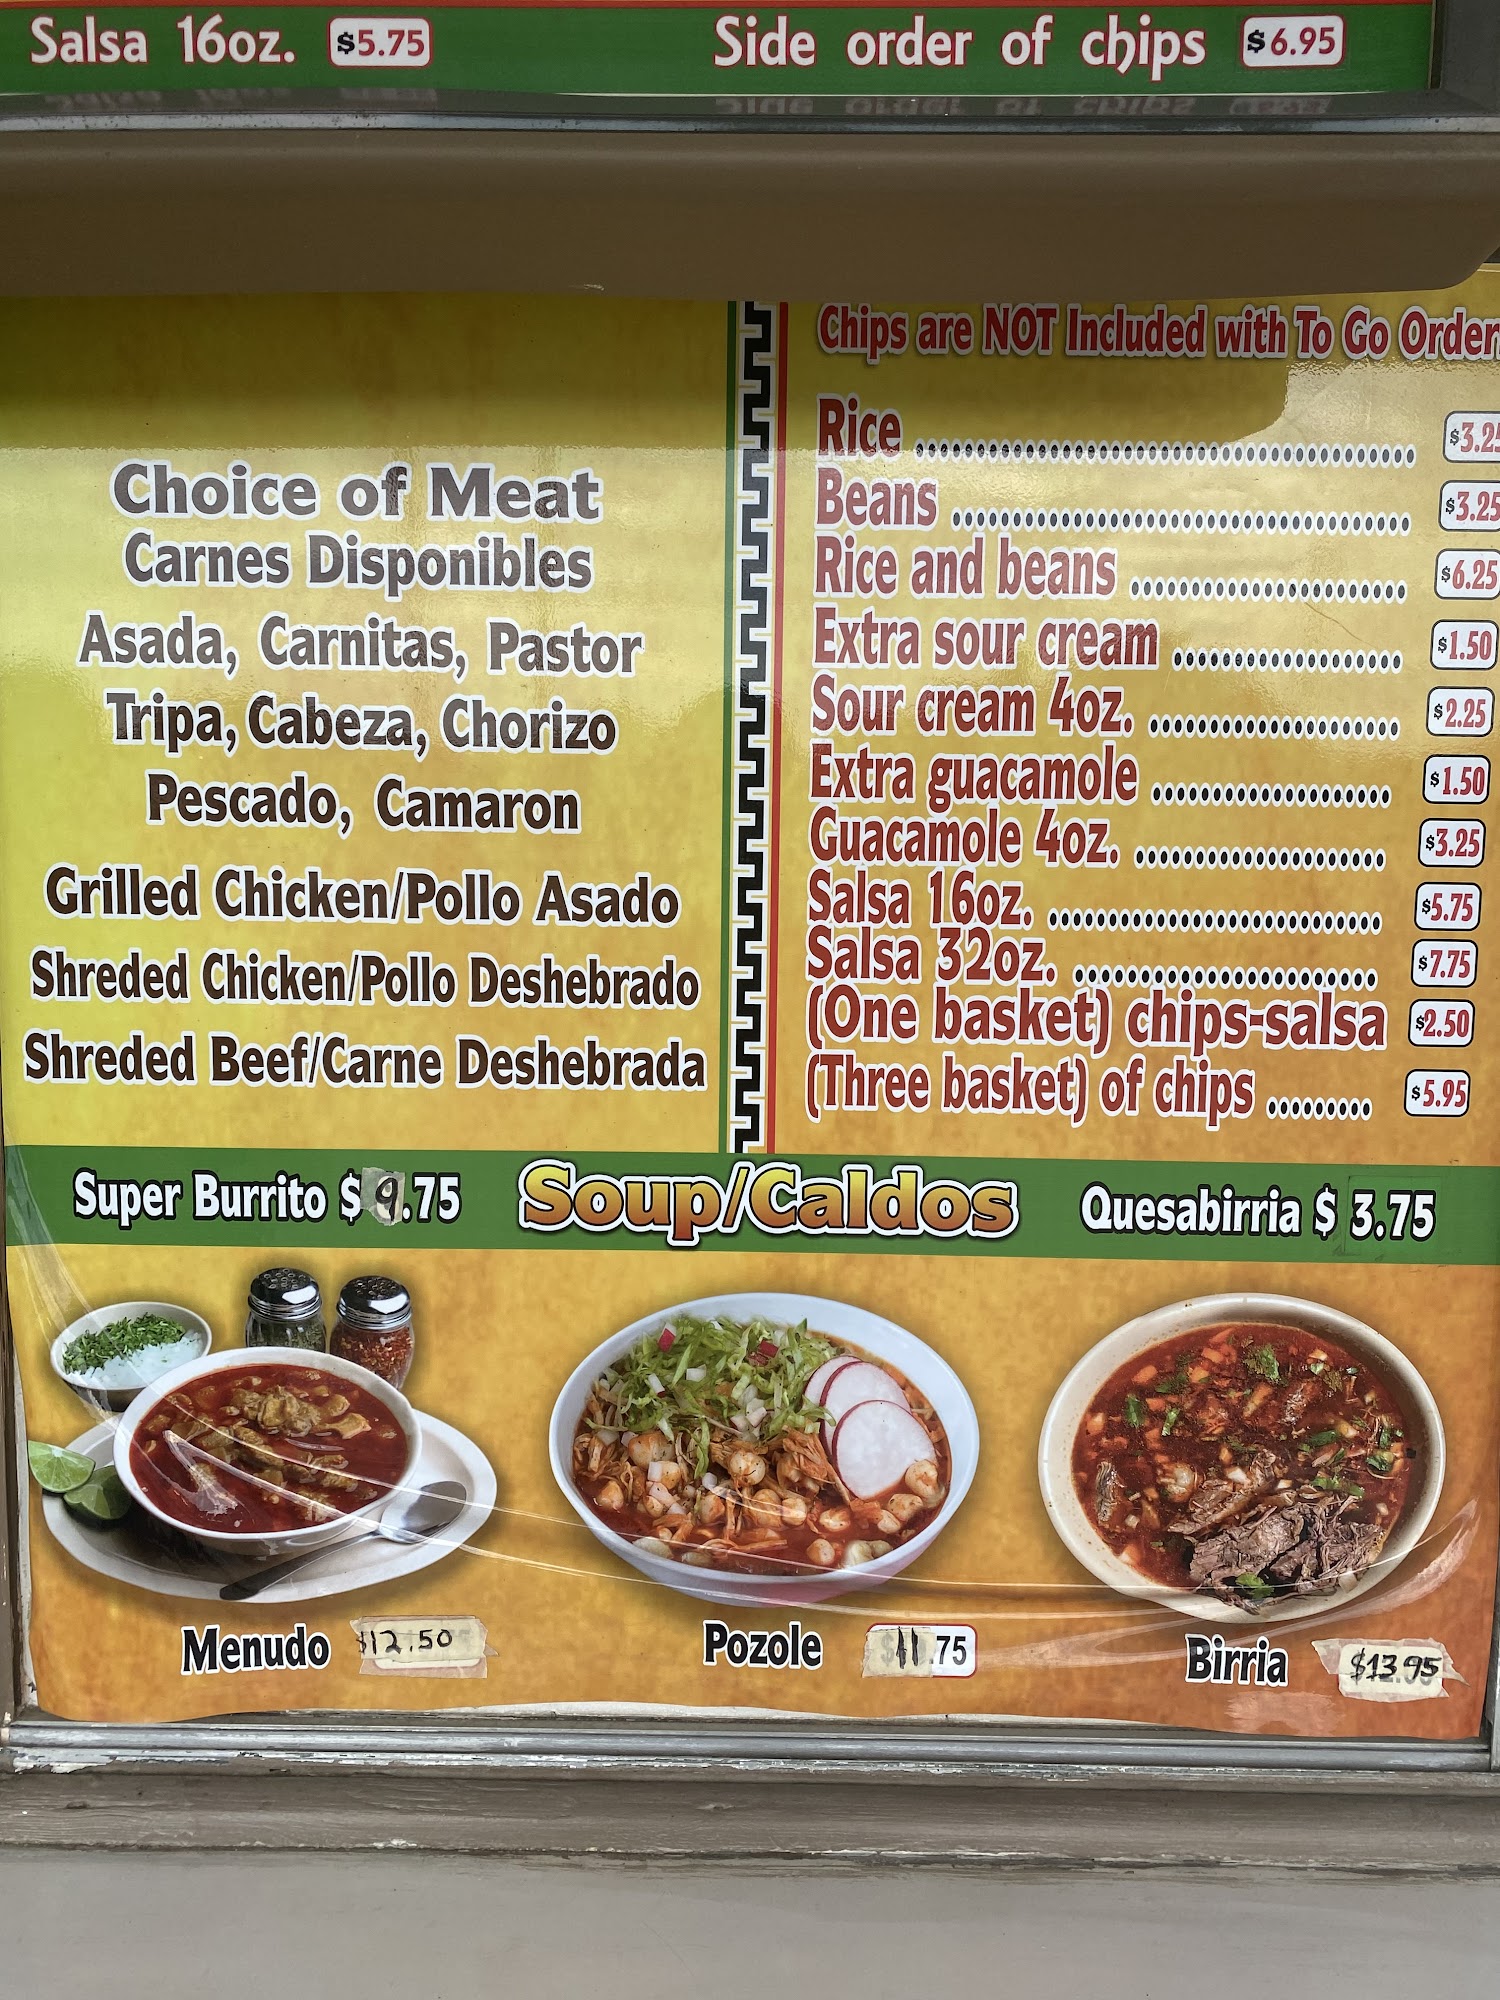 Salsa 16oz. $5.75
Side order of chips $6.95
Choice of Meat
Carnes Disponibles
Asada, Carnitas, Pastor
Tripa, Cabeza, Chorizo
Pescado, Camaron
Grilled Chicken/Pollo Asado
Shreded Chicken/Pollo Deshebrado
Shreded Beef/Carne Deshebrada
Chips are NOT Included with To Go Order
Rice ........................................ $3.25
Beans ..................................... $3.25
Rice and beans ...................... $6.25
Extra sour cream ................... $1.50
Sour cream 4oz. .................... $2.25
Extra guacamole ................... $1.50
Guacamole 4oz. .................... $3.25
Salsa 16oz. ........................... $5.75
Salsa 32oz. ........................ $7.75
(One basket) chips-salsa $2.50
(Three basket) of chips ......... $5.95
Super Burrito $ 9.75
Soup/Caldos
Quesabirria $ 3.75
Menudo $12.50
Pozole $11.75
Birria $13.95